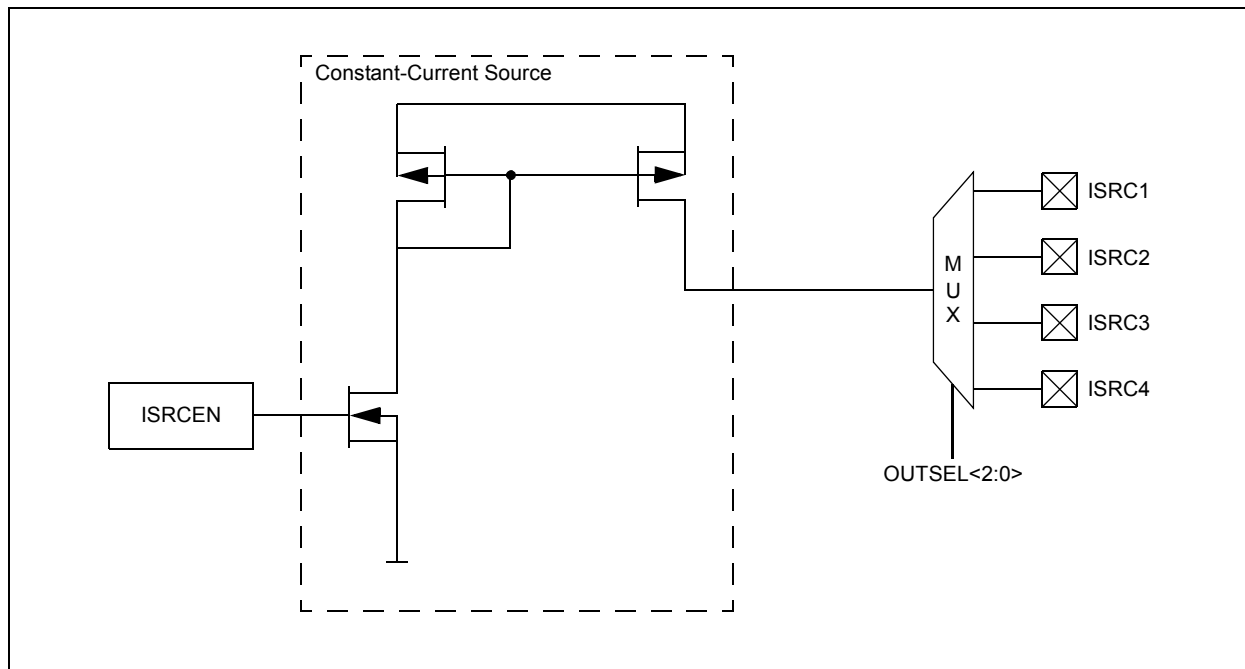 Constant-Current Source
ISRC1
ISRC2
ISRC3
ISRC4
M
U
X
ISRCEN
OUTSEL<2:0>